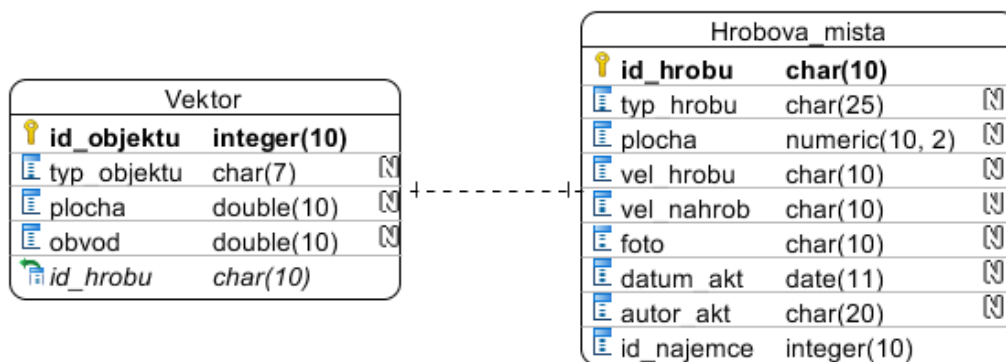 Vektor
id_objektu integer(10)
typ_objektu char(7) N
plocha double(10) N
obvod double(10) N
id_hrobu char(10)
Hrobova_mista
id_hrobu char(10)
typ_hrobu char(25) N
plocha numeric(10, 2) N
vel_hrobu char(10) N
vel_nahrob char(10) N
foto char(10) N
datum_akt date(11) N
autor_akt char(20) N
id_najemce integer(10)